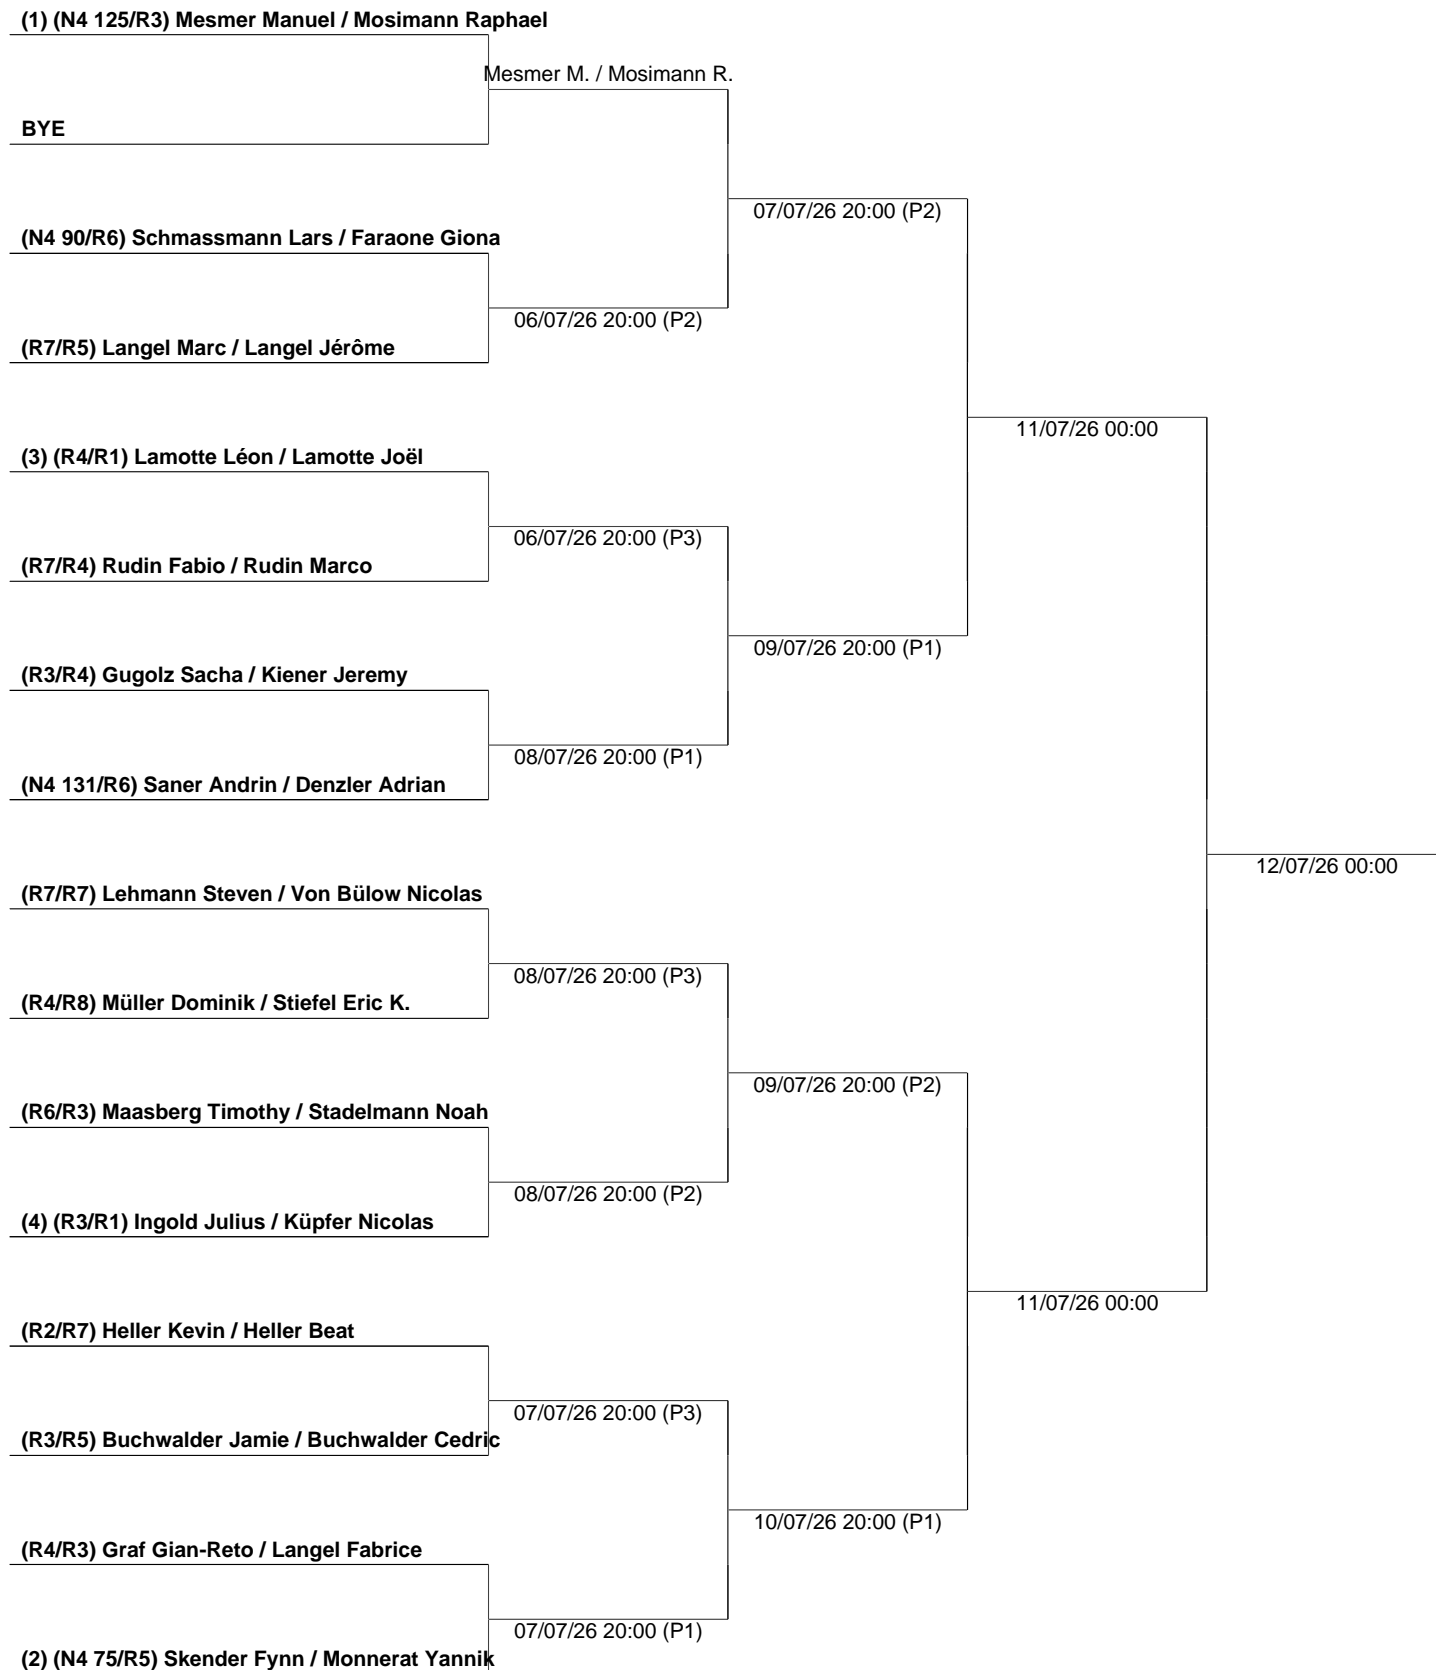 (1) (N4 125/R3) Mesmer Manuel / Mosimann Raphael
Mesmer M. / Mosimann R.
BYE
07/07/26 20:00 (P2)
(N4 90/R6) Schmassmann Lars / Faraone Giona
06/07/26 20:00 (P2)
(R7/R5) Langel Marc / Langel Jérôme
11/07/26 00:00
(3) (R4/R1) Lamotte Léon / Lamotte Joël
06/07/26 20:00 (P3)
(R7/R4) Rudin Fabio / Rudin Marco
09/07/26 20:00 (P1)
(R3/R4) Gugolz Sacha / Kiener Jeremy
08/07/26 20:00 (P1)
(N4 131/R6) Saner Andrin / Denzler Adrian
12/07/26 00:00
(R7/R7) Lehmann Steven / Von Bülow Nicolas
08/07/26 20:00 (P3)
(R4/R8) Müller Dominik / Stiefel Eric K.
09/07/26 20:00 (P2)
(R6/R3) Maasberg Timothy / Stadelmann Noah
08/07/26 20:00 (P2)
(4) (R3/R1) Ingold Julius / Küpfer Nicolas
11/07/26 00:00
(R2/R7) Heller Kevin / Heller Beat
07/07/26 20:00 (P3)
(R3/R5) Buchwalder Jamie / Buchwalder Cedric
10/07/26 20:00 (P1)
(R4/R3) Graf Gian-Reto / Langel Fabrice
07/07/26 20:00 (P1)
(2) (N4 75/R5) Skender Fynn / Monnerat Yannik